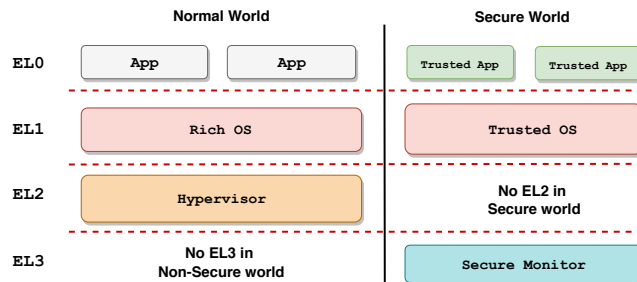 Normal World
Secure World
EL0
App
App
Trusted App
Trusted App
EL1
Rich OS
Trusted OS
EL2
Hypervisor
No EL2 in
Secure world
EL3
No EL3 in
Non-Secure world
Secure Monitor